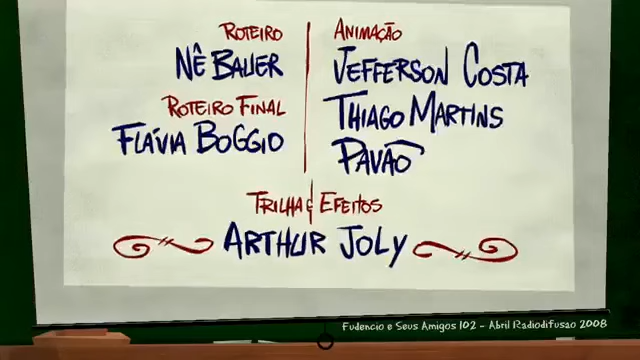 Roteiro
Nê Bauer
Roteiro Final
Flávia Boggio
Animação
Jefferson Costa
Thiago Martins
Pavão
Trilha & Efeitos
Arthur Joly
Fudencio e Seus Amigos 102 - Abril Radiodifusao 2008